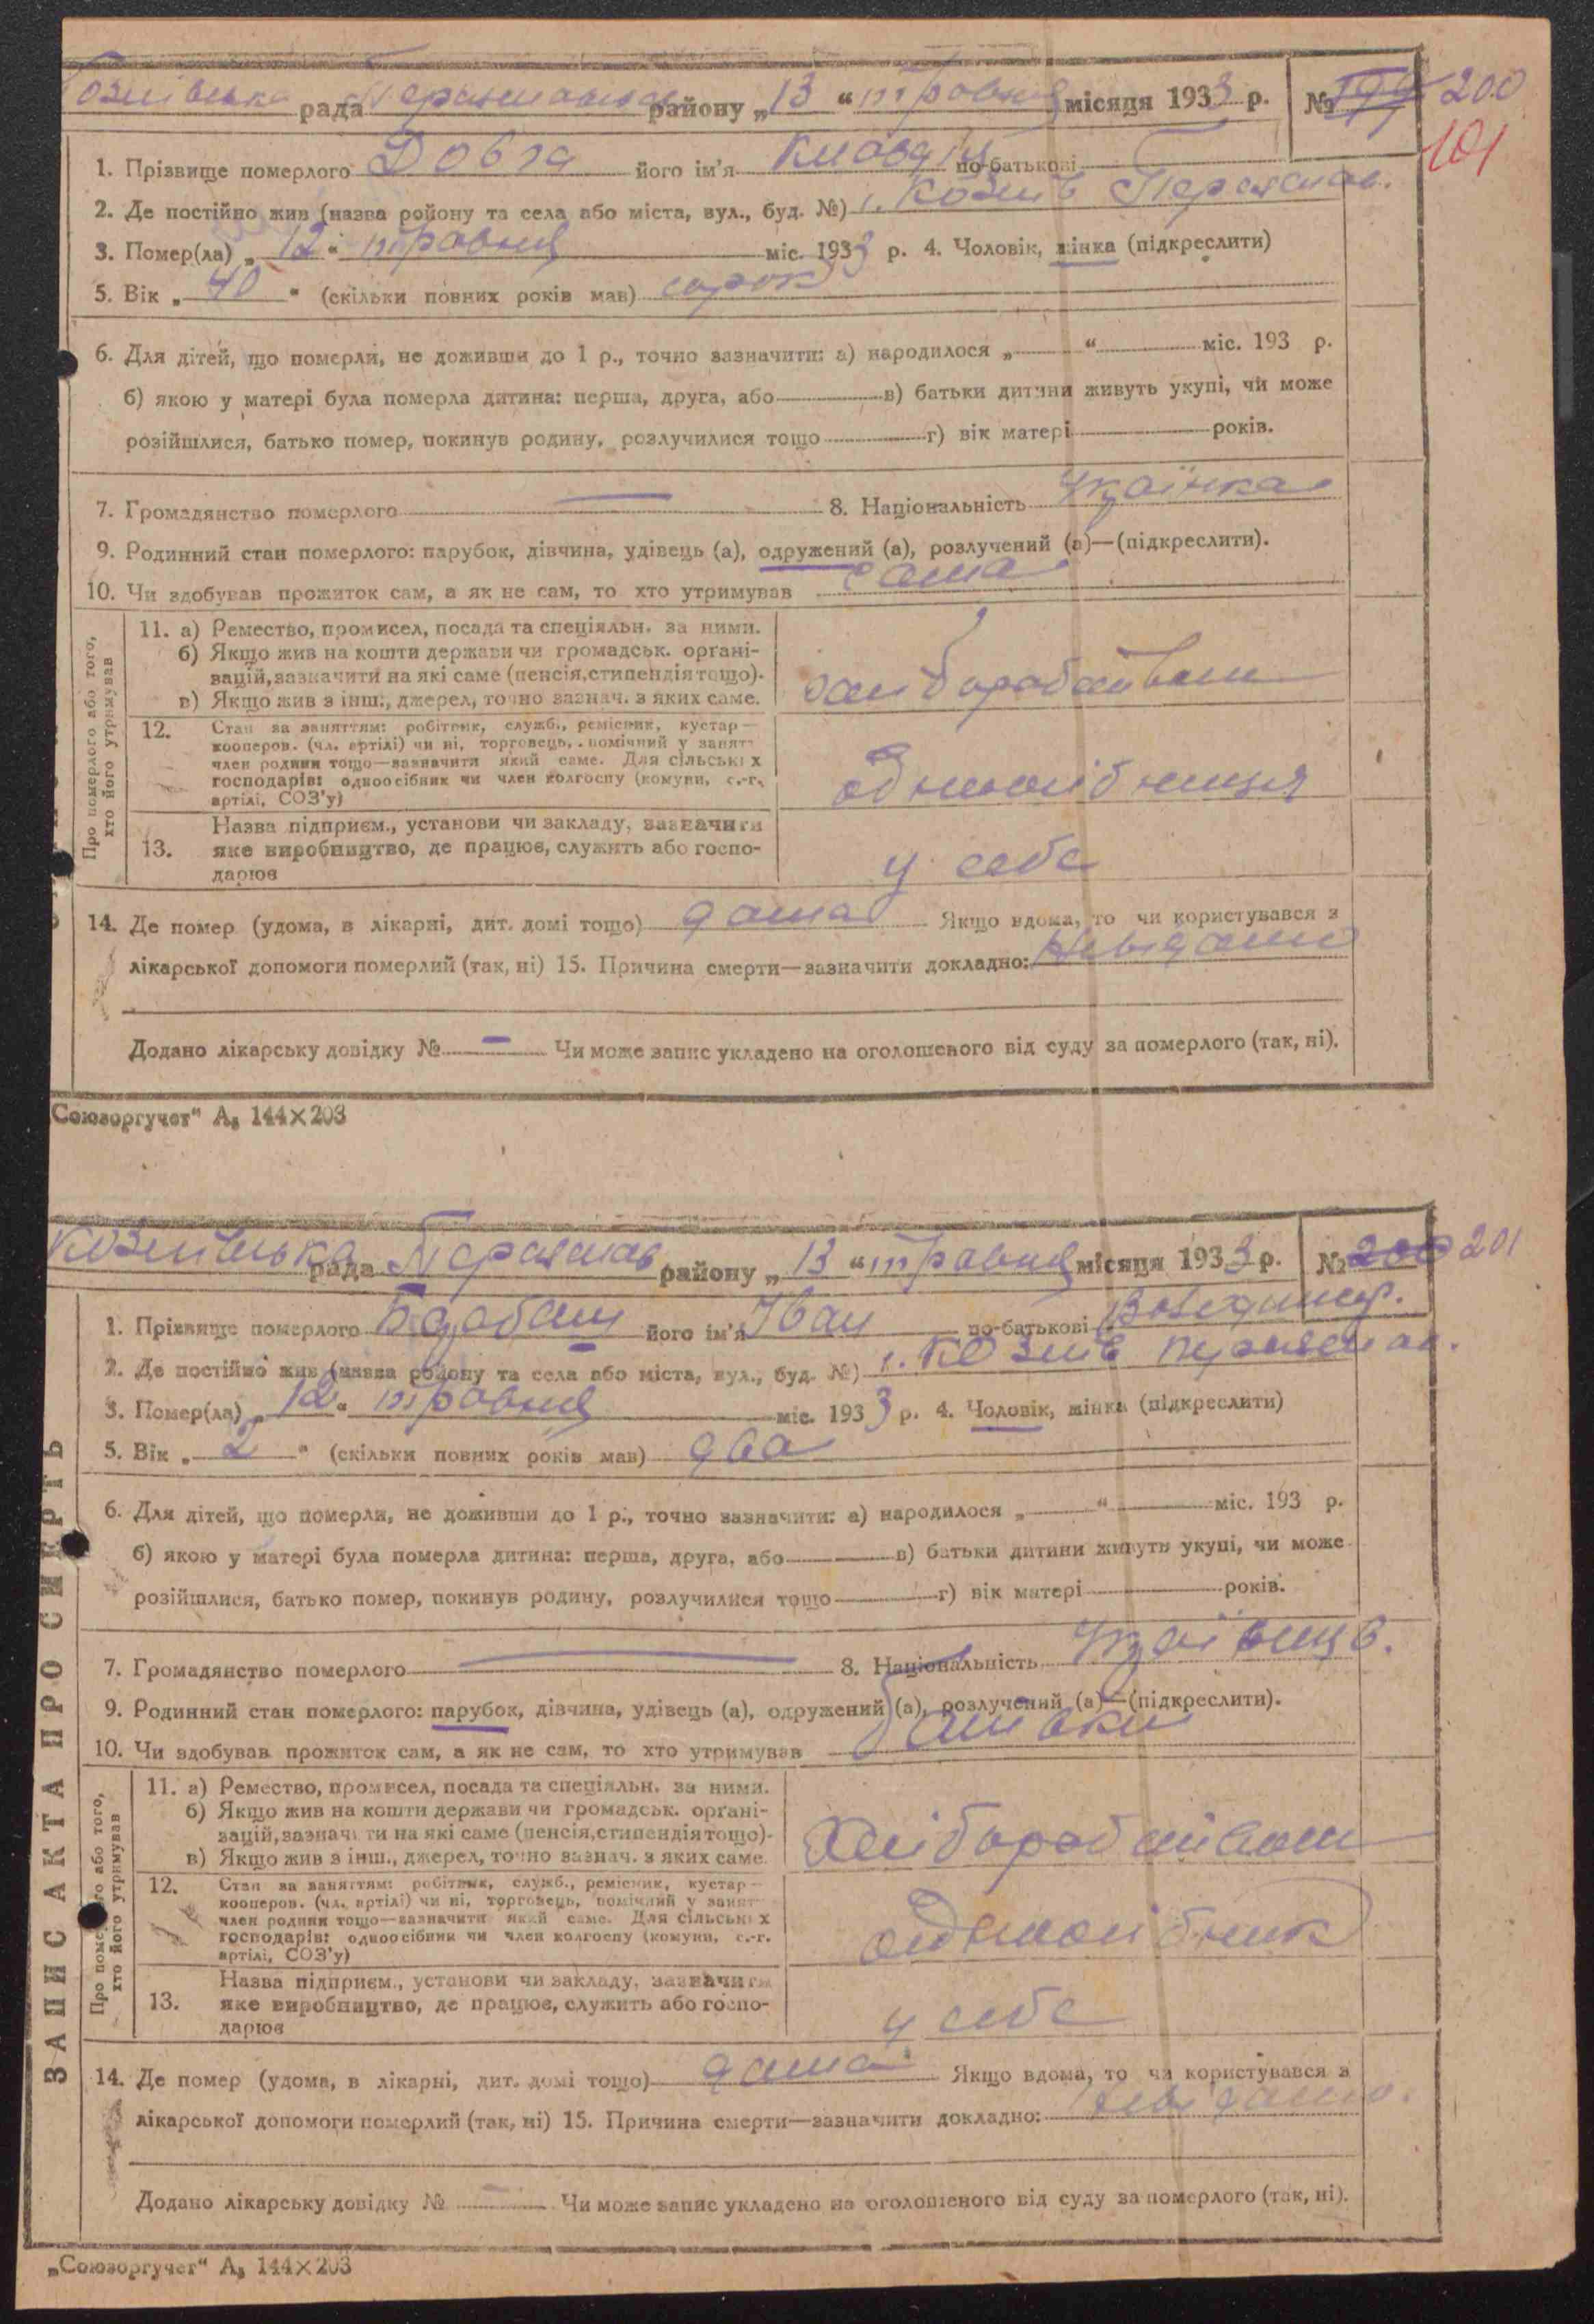 рада Переяславськ району „13“ травня місяця 1933 р. № 199 200
101
1. Прізвище померлого Довга його ім'я Клавдія по-батькові
2. Де постійно жив (назва району та села або міста, вул., буд. №) с. Козин Переяслав.
3. Помер(ла) „12“ травня міс. 1933 р. 4. Чоловік, жінка (підкреслити)
5. Вік „40“ (скільки повних років мав) сорок
6. Для дітей, що померли, не доживши до 1 р., точно зазначити: а) народилося „ “ міс. 193 р.
б) якою у матері була померла дитина: перша, друга, або в) батьки дитини живуть укупі, чи може
розійшлися, батько помер, покинув родину, розлучилися тощо г) вік матері років.
7. Громадянство померлого — 8. Національність Українка
9. Родинний стан померлого: парубок, дівчина, удівець (а), одружений (а), розлучений (а)—(підкреслити).
10. Чи здобував прожиток сам, а як не сам, то хто утримував сама
Про померлого або того, хто його утримував
11. а) Ремество, промисел, посада та спеціяльн. за ними.
б) Якщо жив на кошти держави чи громадськ. органі-
зацій, зазначити на які саме (пенсія, стипендія тощо).
в) Якщо жив з інш., джерел, точно зазнач. з яких саме.
хліборобством
12. Стан за заняттям: робітник, служб., ремісник, кустар—
кооперов. (чл. артілі) чи ні, торговець, помічний у занят-
член родини тощо—зазначити який саме. Для сільських
господарів: одноосібник чи член колгоспу (комуни, с.-г.
артілі, СОЗ'у)
одноосібниця
13. Назва підприєм., установи чи закладу, зазначити
яке виробництво, де працює, служить або госпо-
дарює
у себе
14. Де помер (удома, в лікарні, дит. домі тощо) дома Якщо вдома, то чи користувався з
лікарської допомоги померлий (так, ні) 15. Причина смерти—зазначити докладно: невідомо
Додано лікарську довідку № — Чи може запис укладено на оголошеного від суду за померлого (так, ні).
Союзоргучет“ А₅ 144×203
ЗАПИС АКТА ПРО СМЕРТЬ
Козинська рада Переяслав. району „13“ травня місяця 1933 р. № 200 201
1. Прізвище померлого його ім'я Іван по-батькові Володимир.
2. Де постійно жив (назва району та села або міста, вул., буд. №) с. Козин Переяслав.
3. Помер(ла) „12“ травня міс. 1933 р. 4. Чоловік, жінка (підкреслити)
5. Вік „2“ (скільки повних років мав) два
6. Для дітей, що померли, не доживши до 1 р., точно зазначити: а) народилося „ “ міс. 193 р.
б) якою у матері була померла дитина: перша, друга, або в) батьки дитини живуть укупі, чи може
розійшлися, батько помер, покинув родину, розлучилися тощо г) вік матері років.
7. Громадянство померлого — 8. Національність Українець.
9. Родинний стан померлого: парубок, дівчина, удівець (а), одружений (а), розлучений (а)—(підкреслити).
10. Чи здобував прожиток сам, а як не сам, то хто утримував батьки
Про померлого або того, хто його утримував
11. а) Ремество, промисел, посада та спеціяльн. за ними.
б) Якщо жив на кошти держави чи громадськ. органі-
зацій, зазначити на які саме (пенсія, стипендія тощо).
в) Якщо жив з інш., джерел, точно зазнач. з яких саме.
Хліборобством
12. Стан за заняттям: робітник, служб., ремісник, кустар—
кооперов. (чл. артілі) чи ні, торговець, помічний у занят-
член родини тощо—зазначити який саме. Для сільських
господарів: одноосібник чи член колгоспу (комуни, с.-г.
артілі, СОЗ'у)
одноосібник
13. Назва підприєм., установи чи закладу, зазначити
яке виробництво, де працює, служить або госпо-
дарює
у себе
14. Де помер (удома, в лікарні, дит. домі тощо) дома Якщо вдома, то чи користувався з
лікарської допомоги померлий (так, ні) 15. Причина смерти—зазначити докладно: невідомо.
Додано лікарську довідку № — Чи може запис укладено на оголошеного від суду за померлого (так, ні).
„Союзоргучет“ А₅ 144×203